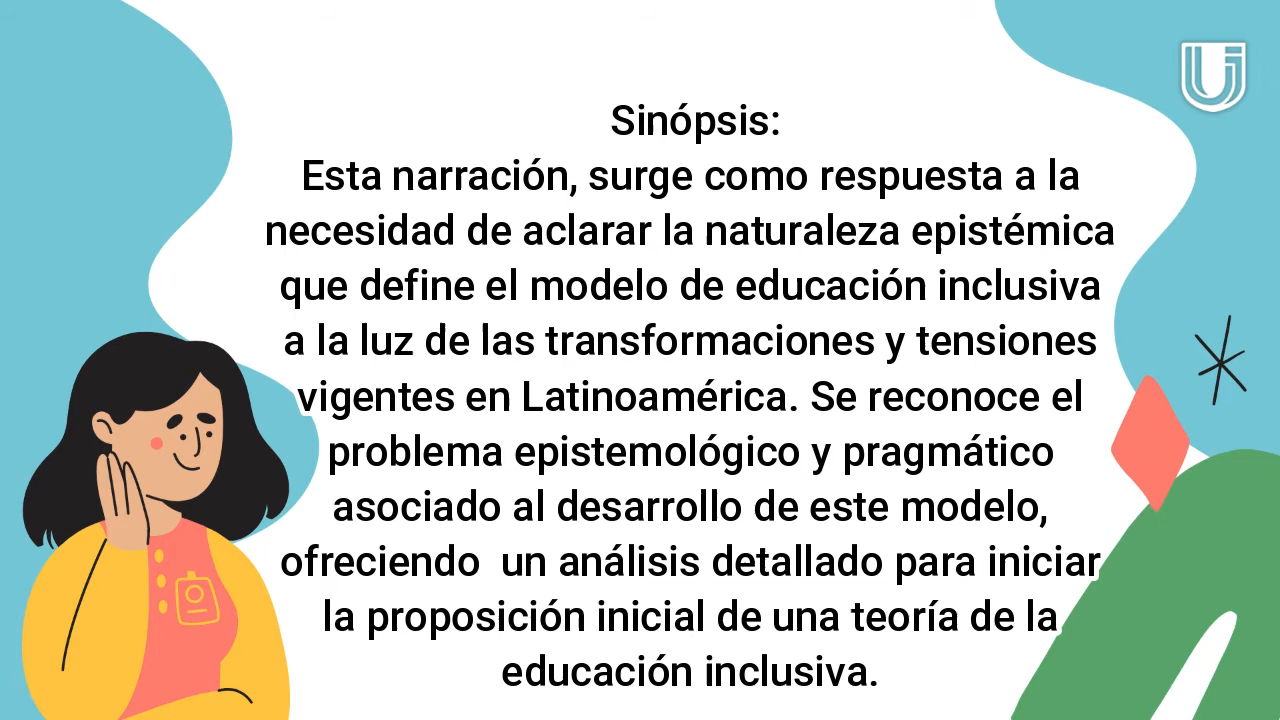 Sinópsis:
Esta narración, surge como respuesta a la
necesidad de aclarar la naturaleza epistémica
que define el modelo de educación inclusiva
a la luz de las transformaciones y tensiones
vigentes en Latinoamérica. Se reconoce el
problema epistemológico y pragmático
asociado al desarrollo de este modelo,
ofreciendo  un análisis detallado para iniciar
la proposición inicial de una teoría de la
educación inclusiva.